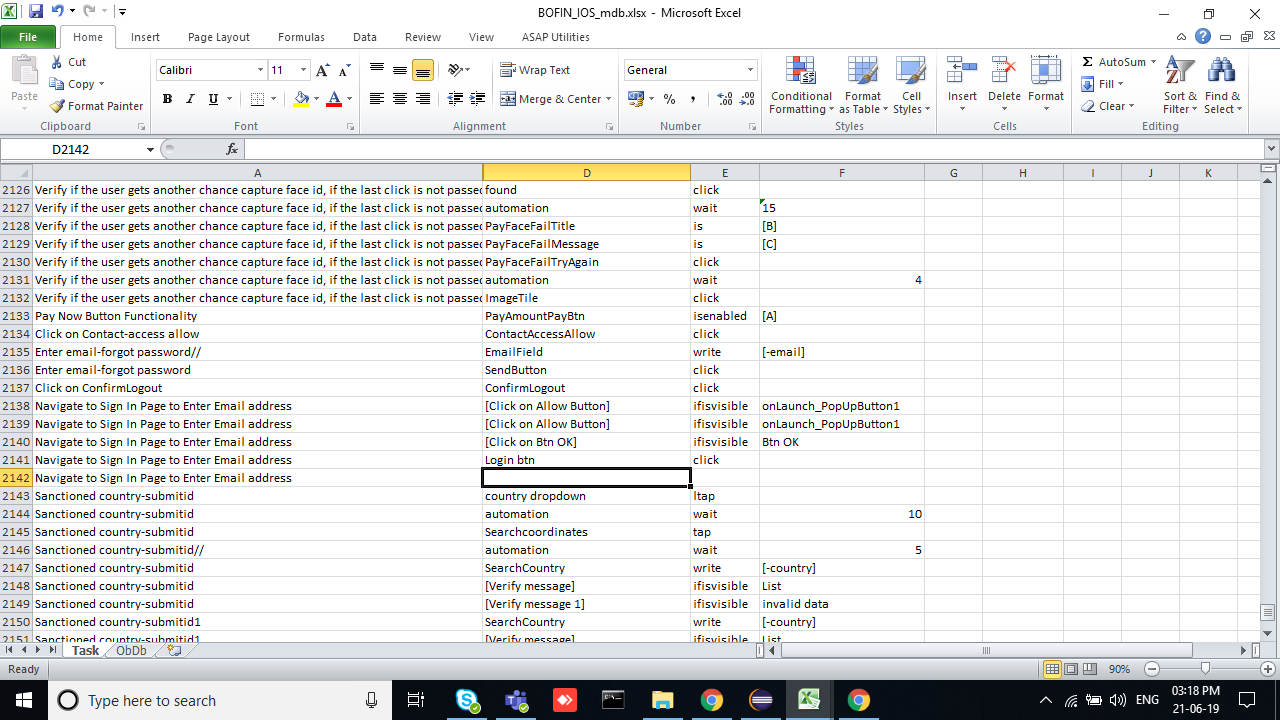 BOFIN_IOS_mdb.xlsx - Microsoft Excel
File Home Insert Page Layout Formulas Data Review View ASAP Utilities
Paste Cut Copy Format Painter Clipboard
Calibri 11 B I U A A A Font
Wrap Text Merge & Center Alignment
General % , .00 .0 Number
Conditional Formatting Format as Table Cell Styles Styles
Insert Delete Format Cells
AutoSum Fill Clear Sort & Filter Find & Select Editing
D2142 fx
A D E F G H I J K
2126 Verify if the user gets another chance capture face id, if the last click is not passed found click
2127 Verify if the user gets another chance capture face id, if the last click is not passed automation wait 15
2128 Verify if the user gets another chance capture face id, if the last click is not passed PayFaceFailTitle is [B]
2129 Verify if the user gets another chance capture face id, if the last click is not passed PayFaceFailMessage is [C]
2130 Verify if the user gets another chance capture face id, if the last click is not passed PayFaceFailTryAgain click
2131 Verify if the user gets another chance capture face id, if the last click is not passed automation wait 4
2132 Verify if the user gets another chance capture face id, if the last click is not passed ImageTile click
2133 Pay Now Button Functionality PayAmountPayBtn isenabled [A]
2134 Click on Contact-access allow ContactAccessAllow click
2135 Enter email-forgot password// EmailField write [-email]
2136 Enter email-forgot password SendButton click
2137 Click on ConfirmLogout ConfirmLogout click
2138 Navigate to Sign In Page to Enter Email address [Click on Allow Button] ifisvisible onLaunch_PopUpButton1
2139 Navigate to Sign In Page to Enter Email address [Click on Allow Button] ifisvisible onLaunch_PopUpButton1
2140 Navigate to Sign In Page to Enter Email address [Click on Btn OK] ifisvisible Btn OK
2141 Navigate to Sign In Page to Enter Email address Login btn click
2142 Navigate to Sign In Page to Enter Email address
2143 Sanctioned country-submitid country dropdown ltap
2144 Sanctioned country-submitid automation wait 10
2145 Sanctioned country-submitid Searchcoordinates tap
2146 Sanctioned country-submitid// automation wait 5
2147 Sanctioned country-submitid SearchCountry write [-country]
2148 Sanctioned country-submitid [Verify message] ifisvisible List
2149 Sanctioned country-submitid [Verify message 1] ifisvisible invalid data
2150 Sanctioned country-submitid1 SearchCountry write [-country]
2151 Sanctioned country-submitid1 [Verify message] ifisvisible List
Task ObDb
Ready 90%
Type here to search ENG 03:18 PM
21-06-19